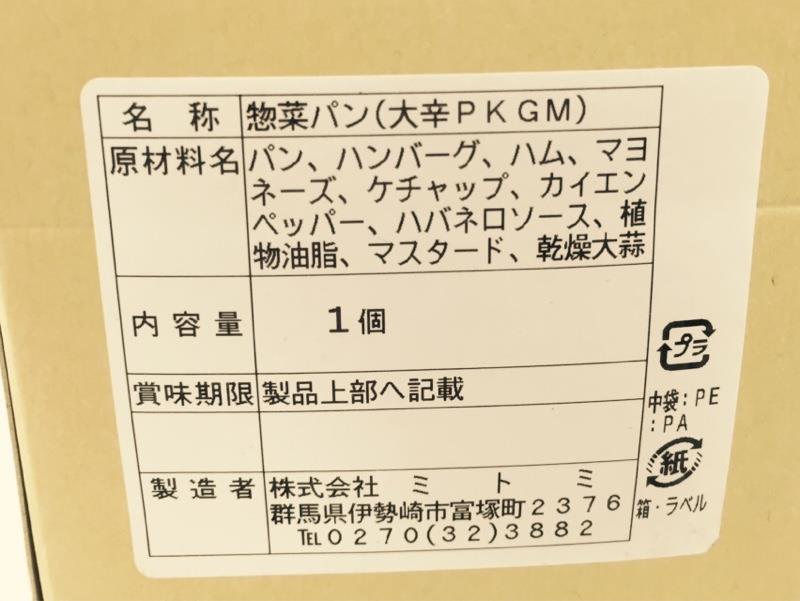 名称 惣菜パン(大辛ＰＫＧＭ)
原材料名 パン、ハンバーグ、ハム、マヨ
ネーズ、ケチャップ、カイエン
ペッパー、ハバネロソース、植
物油脂、マスタード、乾燥大蒜
内容量 １個
賞味期限 製品上部へ記載
製造者 株式会社ミトミ
群馬県伊勢崎市富塚町２３７６
℡０２７０(３２)３８８２
プラ
中袋：PE
：PA
紙
箱・ラベル